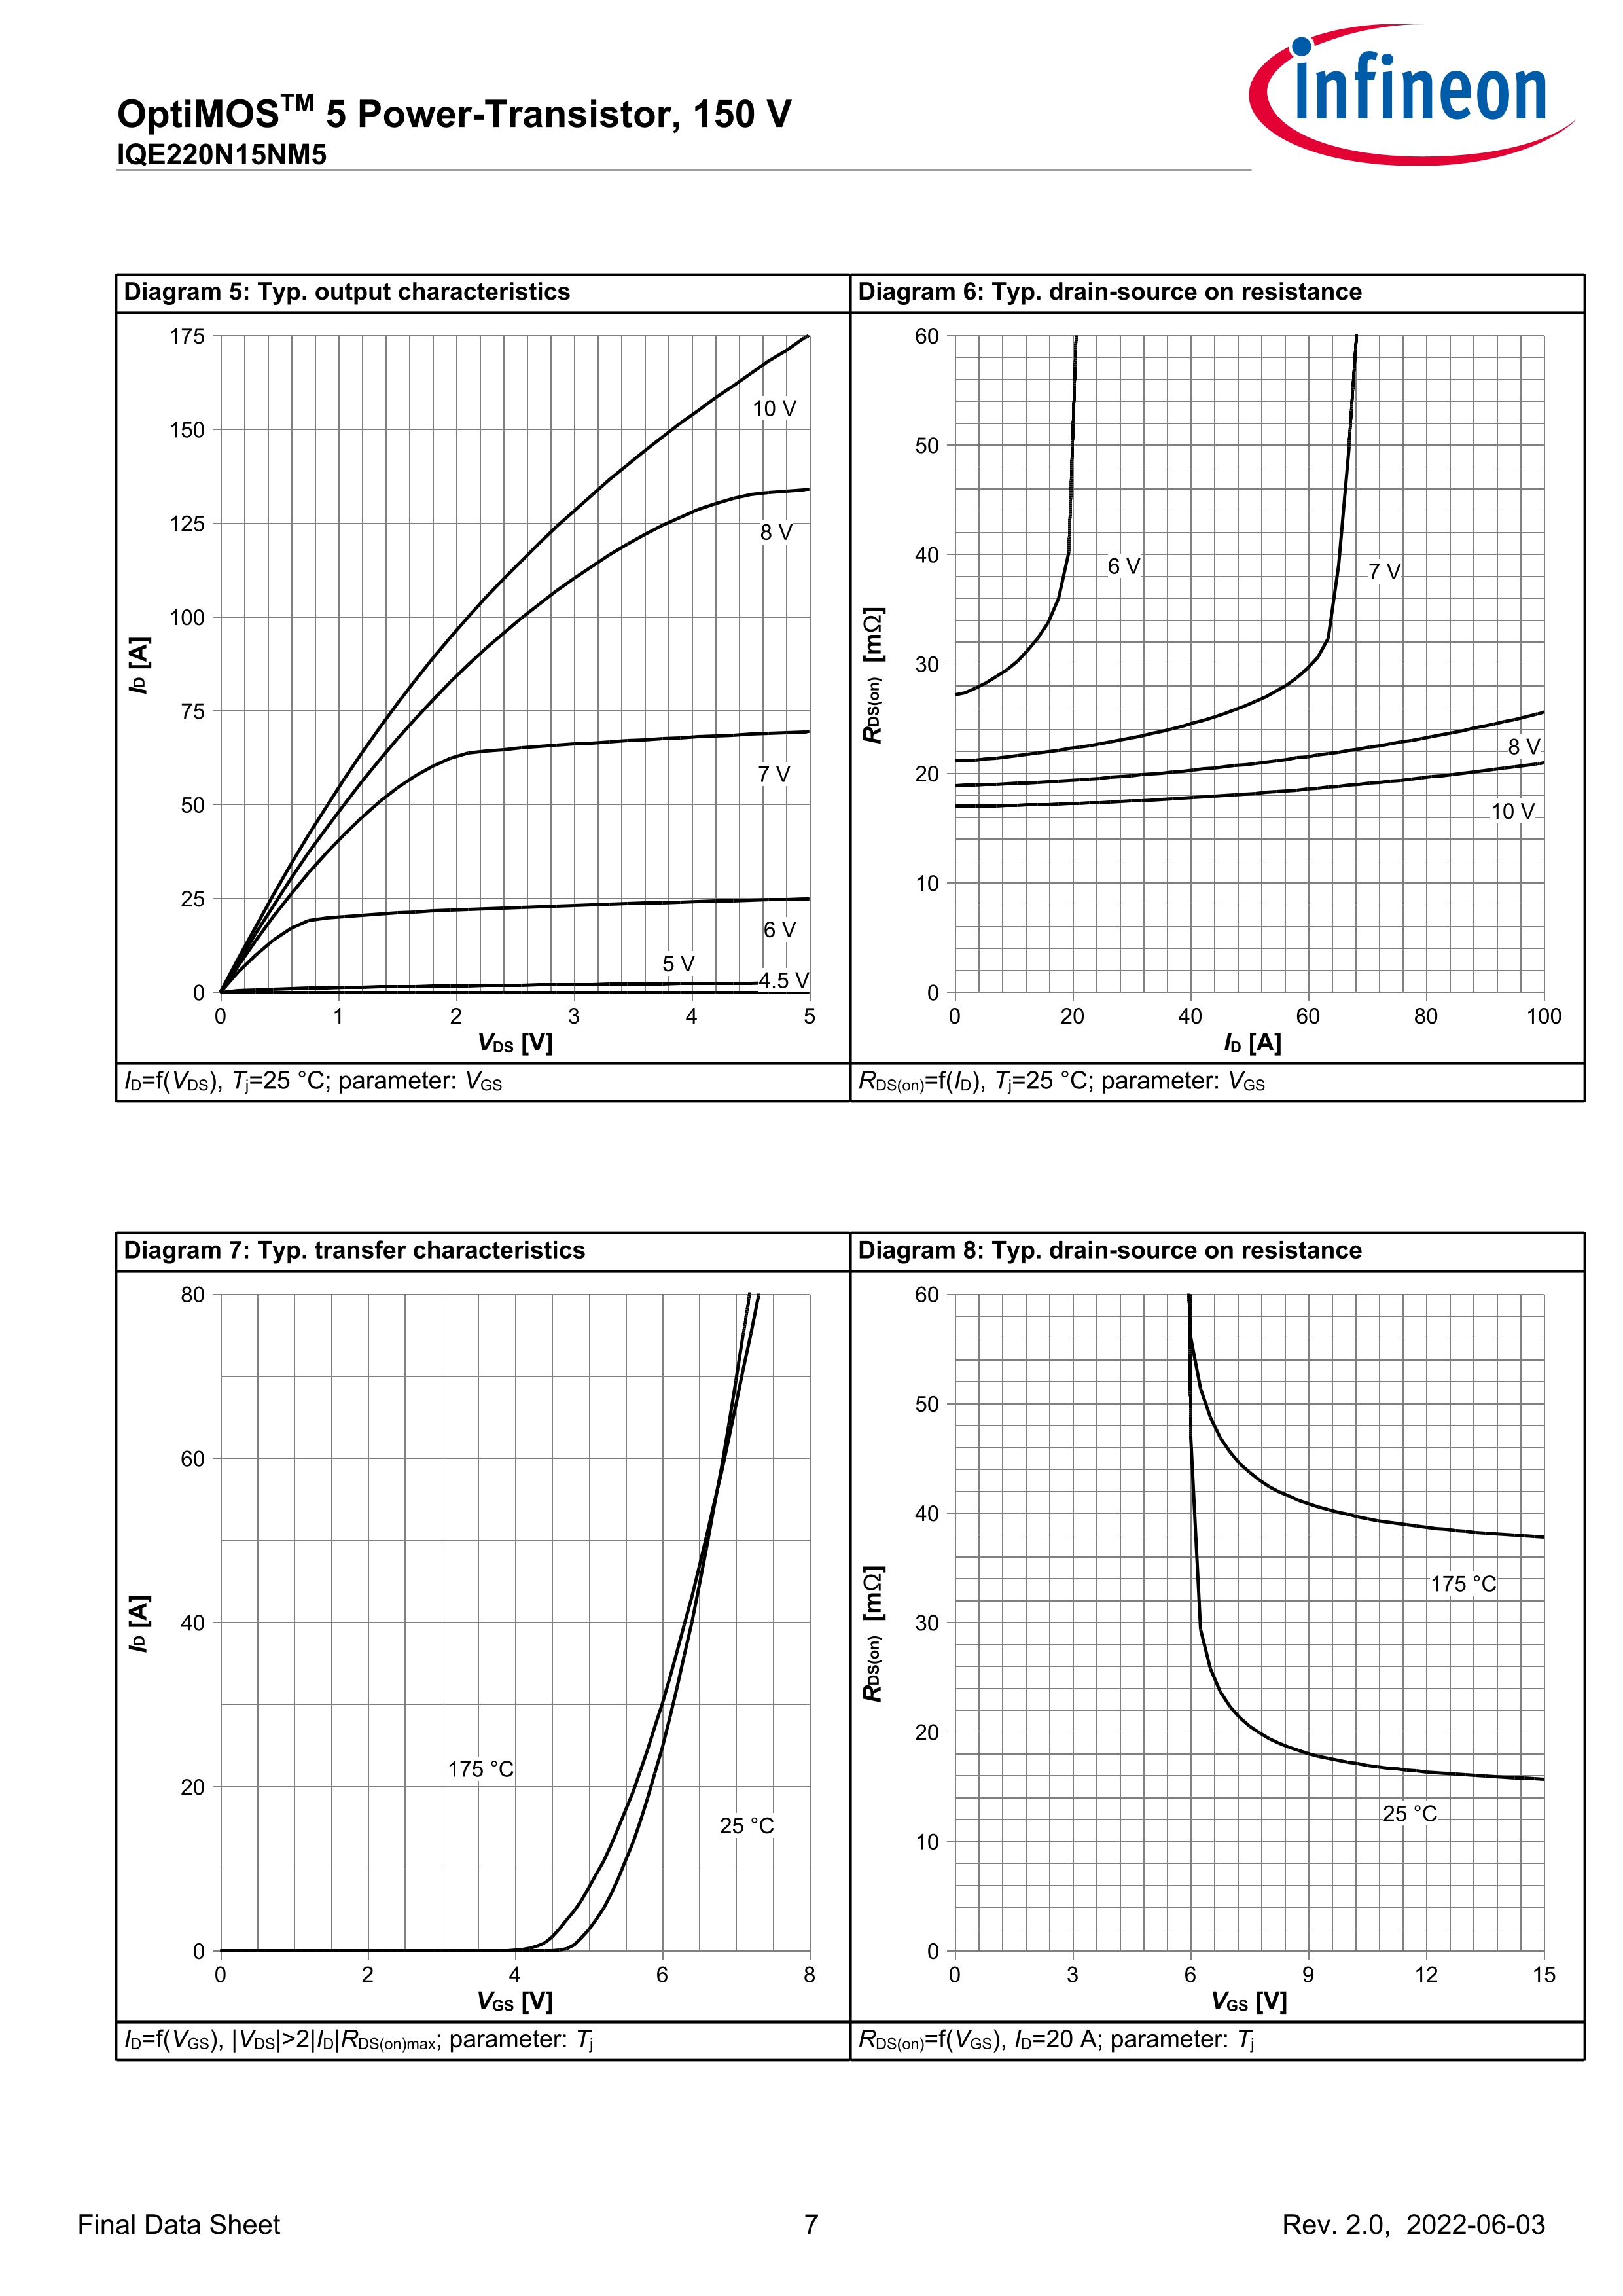 infineon
OptiMOS™ 5 Power-Transistor, 150 V
IQE220N15NM5
Diagram 5: Typ. output characteristics
175
150
125
100
75
50
25
0
0 1 2 3 4 5
10 V
8 V
7 V
6 V
5 V
4.5 V
ID [A]
VDS [V]
ID=f(VDS), Tj=25 °C; parameter: VGS
Diagram 6: Typ. drain-source on resistance
60
50
40
30
20
10
0
0 20 40 60 80 100
6 V
7 V
8 V
10 V
RDS(on) [mΩ]
ID [A]
RDS(on)=f(ID), Tj=25 °C; parameter: VGS
Diagram 7: Typ. transfer characteristics
80
60
40
20
0
0 2 4 6 8
175 °C
25 °C
ID [A]
VGS [V]
ID=f(VGS), |VDS|>2|ID|RDS(on)max; parameter: Tj
Diagram 8: Typ. drain-source on resistance
60
50
40
30
20
10
0
0 3 6 9 12 15
175 °C
25 °C
RDS(on) [mΩ]
VGS [V]
RDS(on)=f(VGS), ID=20 A; parameter: Tj
Final Data Sheet 7 Rev. 2.0, 2022-06-03